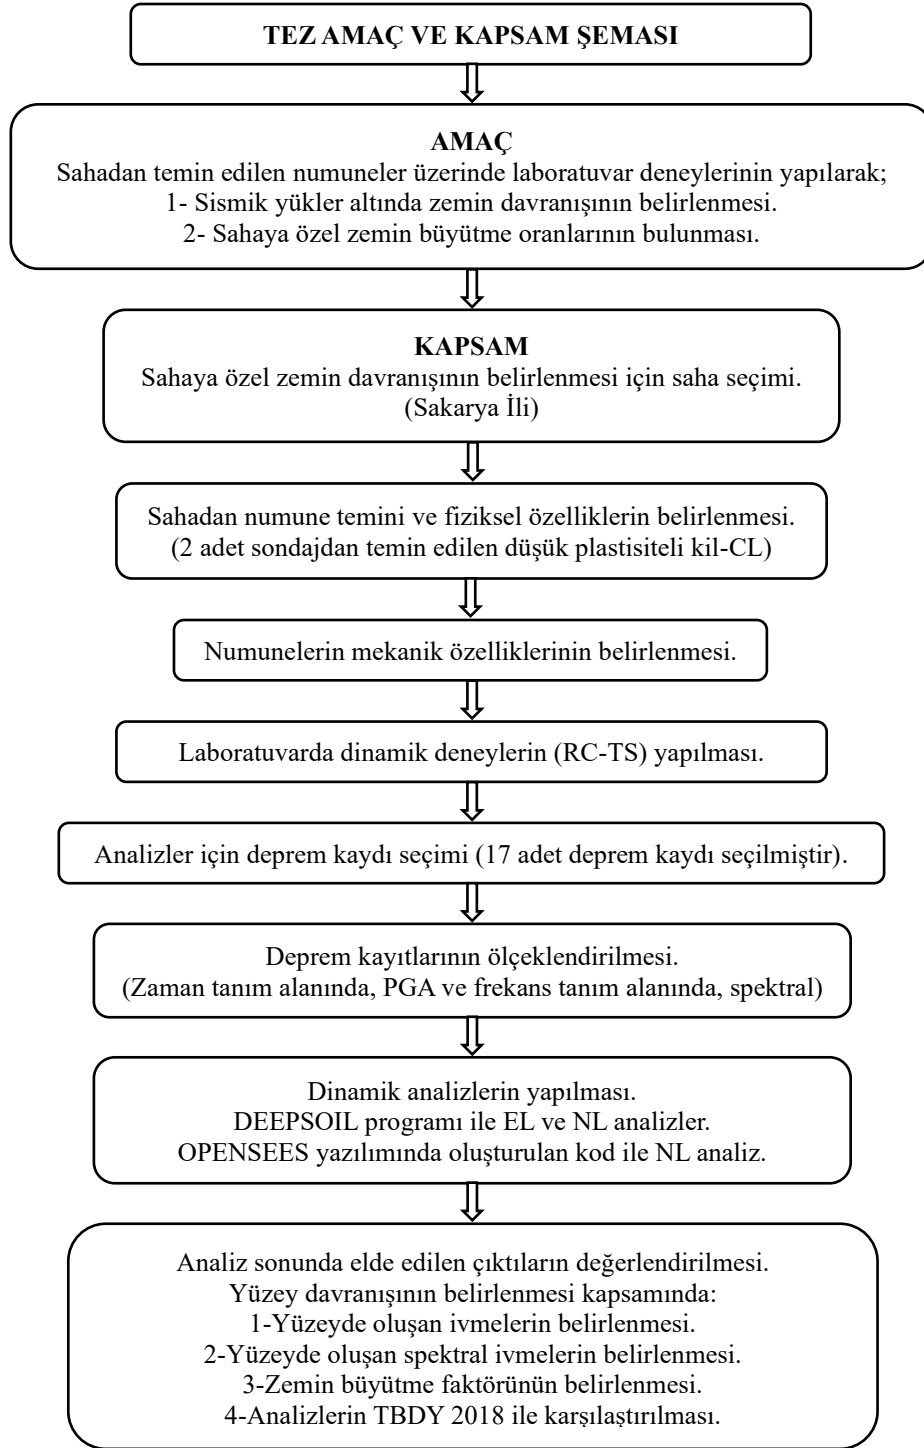 TEZ AMAÇ VE KAPSAM ŞEMASI
AMAÇ
Sahadan temin edilen numuneler üzerinde laboratuvar deneylerinin yapılarak;
1- Sismik yükler altında zemin davranışının belirlenmesi.
2- Sahaya özel zemin büyütme oranlarının bulunması.
KAPSAM
Sahaya özel zemin davranışının belirlenmesi için saha seçimi.
(Sakarya İli)
Sahadan numune temini ve fiziksel özelliklerin belirlenmesi.
(2 adet sondajdan temin edilen düşük plastisiteli kil-CL)
Numunelerin mekanik özelliklerinin belirlenmesi.
Laboratuvarda dinamik deneylerin (RC-TS) yapılması.
Analizler için deprem kaydı seçimi (17 adet deprem kaydı seçilmiştir).
Deprem kayıtlarının ölçeklendirilmesi.
(Zaman tanım alanında, PGA ve frekans tanım alanında, spektral)
Dinamik analizlerin yapılması.
DEEPSOIL programı ile EL ve NL analizler.
OPENSEES yazılımında oluşturulan kod ile NL analiz.
Analiz sonunda elde edilen çıktıların değerlendirilmesi.
Yüzey davranışının belirlenmesi kapsamında:
1-Yüzeyde oluşan ivmelerin belirlenmesi.
2-Yüzeyde oluşan spektral ivmelerin belirlenmesi.
3-Zemin büyütme faktörünün belirlenmesi.
4-Analizlerin TBDY 2018 ile karşılaştırılması.